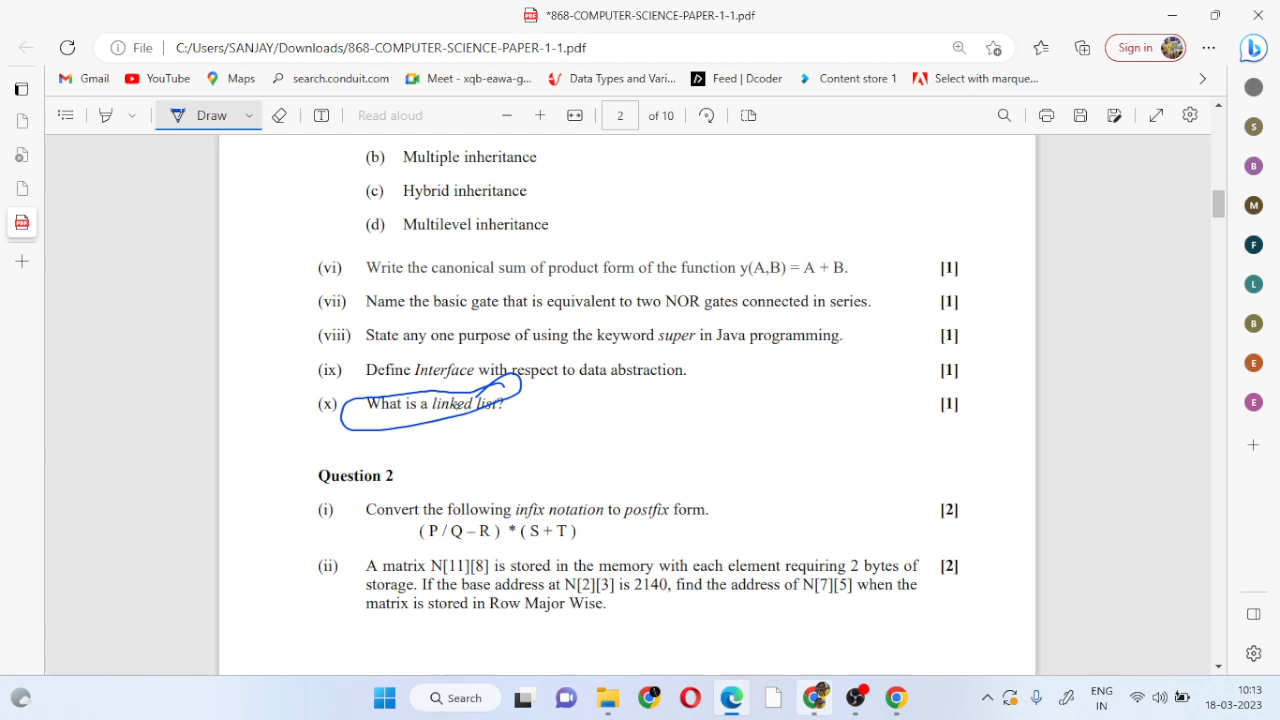 *868-COMPUTER-SCIENCE-PAPER-1-1.pdf
File C:/Users/SANJAY/Downloads/868-COMPUTER-SCIENCE-PAPER-1-1.pdf Sign in
Gmail YouTube Maps search.conduit.com Meet - xqb-eawa-g... Data Types and Vari... Feed | Dcoder Content store 1 Select with marque...
Draw Read aloud 2 of 10
(b) Multiple inheritance
(c) Hybrid inheritance
(d) Multilevel inheritance
(vi) Write the canonical sum of product form of the function y(A,B) = A + B. [1]
(vii) Name the basic gate that is equivalent to two NOR gates connected in series. [1]
(viii) State any one purpose of using the keyword super in Java programming. [1]
(ix) Define Interface with respect to data abstraction. [1]
(x) What is a linked list? [1]
Question 2
(i) Convert the following infix notation to postfix form. [2]
( P / Q – R ) * ( S + T )
(ii) A matrix N[11][8] is stored in the memory with each element requiring 2 bytes of [2]
storage. If the base address at N[2][3] is 2140, find the address of N[7][5] when the
matrix is stored in Row Major Wise.
S
B
M
F
L
B
E
E
Search
ENG
IN
10:13
18-03-2023